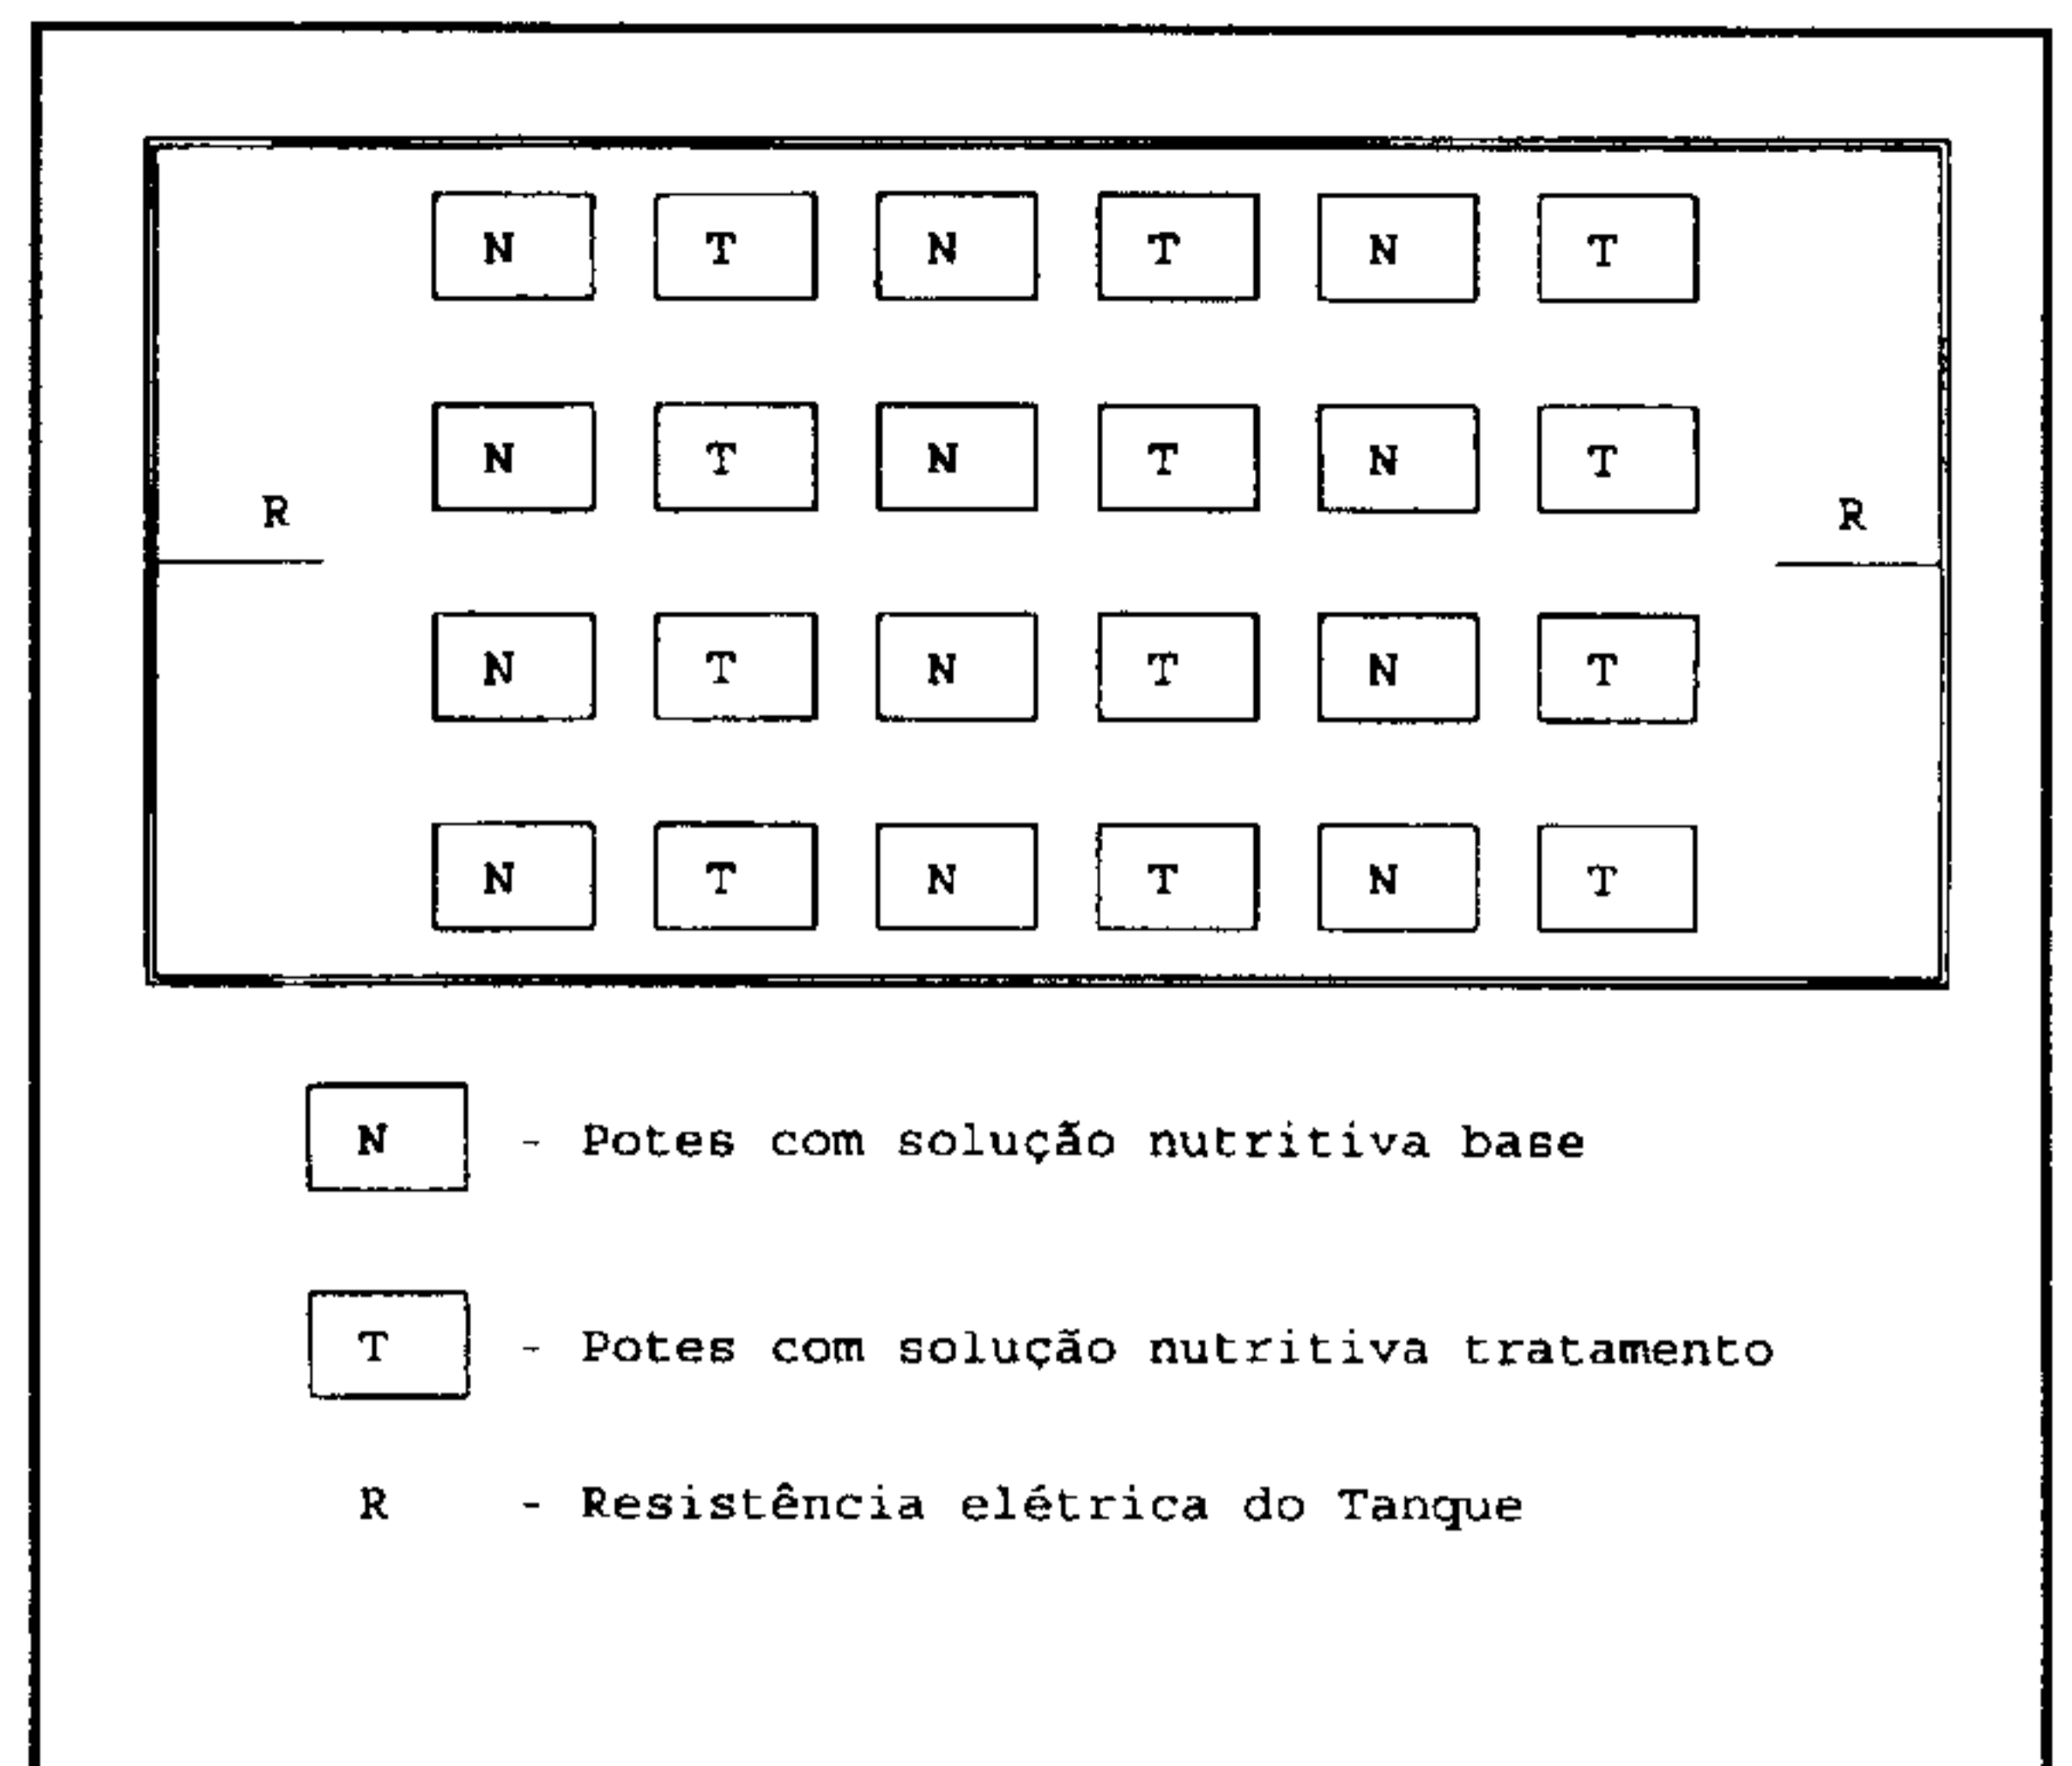 N T N T N T
N T N T N T
R R
N T N T N T
N T N T N T
N - Potes com solução nutritiva base
T - Potes com solução nutritiva tratamento
R - Resistência elétrica do Tanque